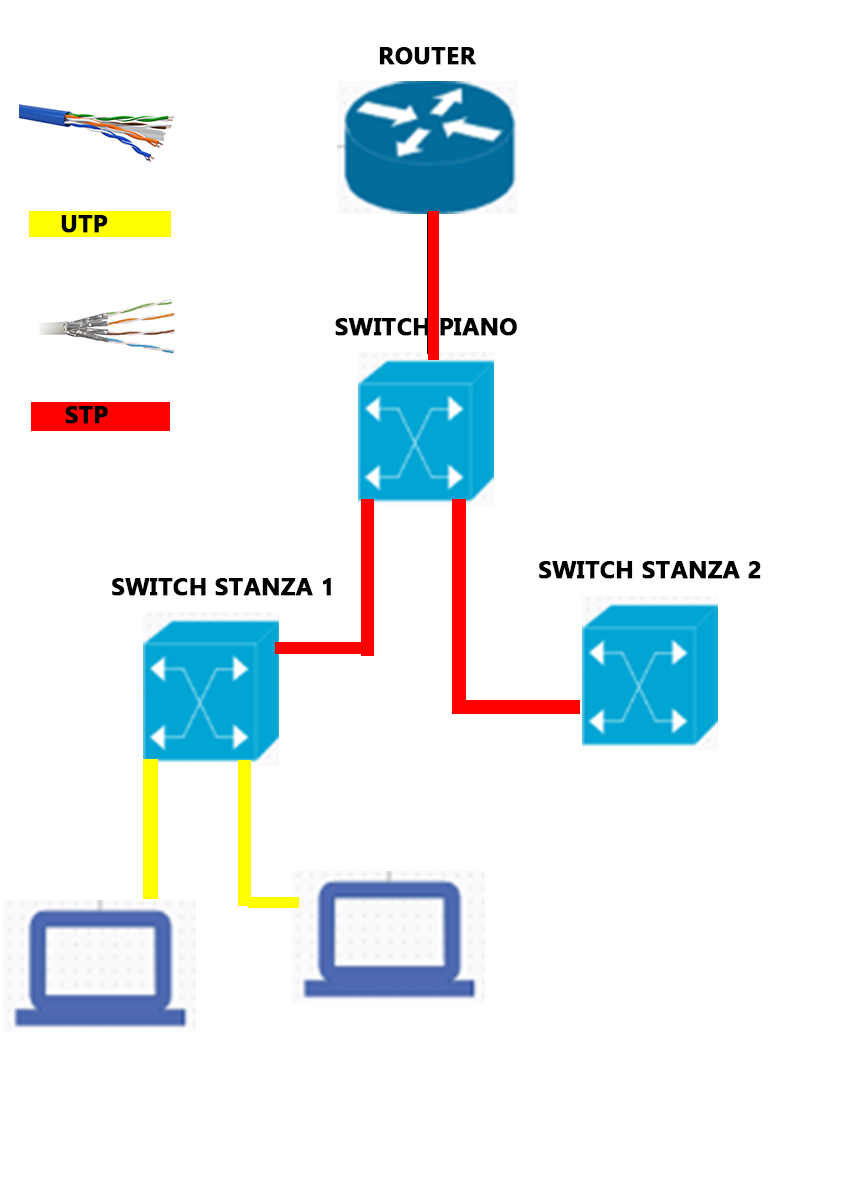 ROUTER
UTP
SWITCH PIANO
STP
SWITCH STANZA 1
SWITCH STANZA 2